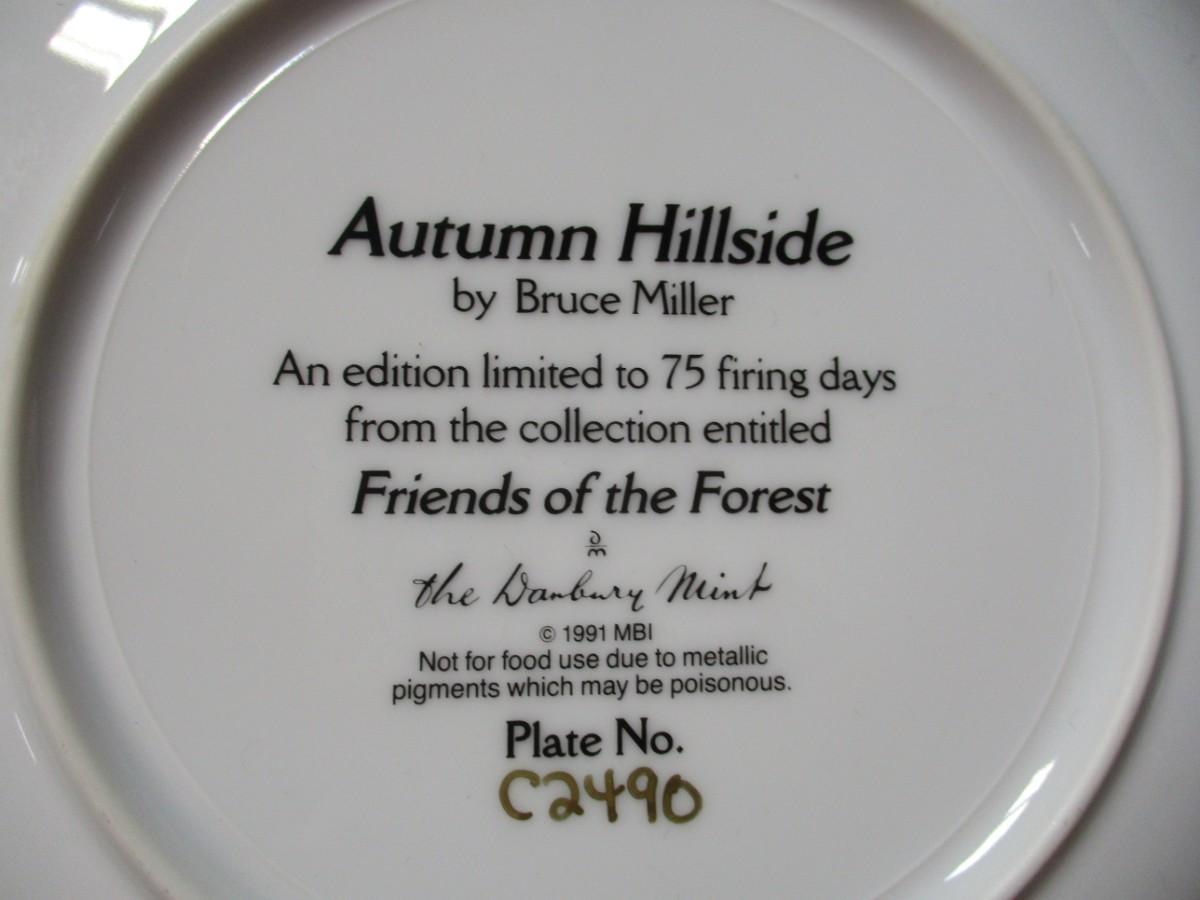 Autumn Hillside
by Bruce Miller
An edition limited to 75 firing days
from the collection entitled
Friends of the Forest
dm
the Danbury Mint
© 1991 MBI
Not for food use due to metallic
pigments which may be poisonous.
Plate No.
C2490